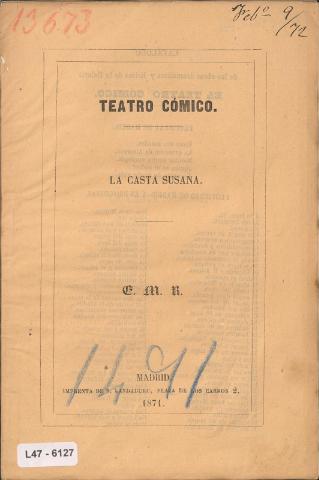 13673
Feb.º 9/72
TEATRO CÓMICO.
LA CASTA SUSANA.
E. M. R.
1491
MADRID.
IMPRENTA DE S. LANDABURU, PLAZA DE LOS CARROS 2.
1871.
L47 - 6127